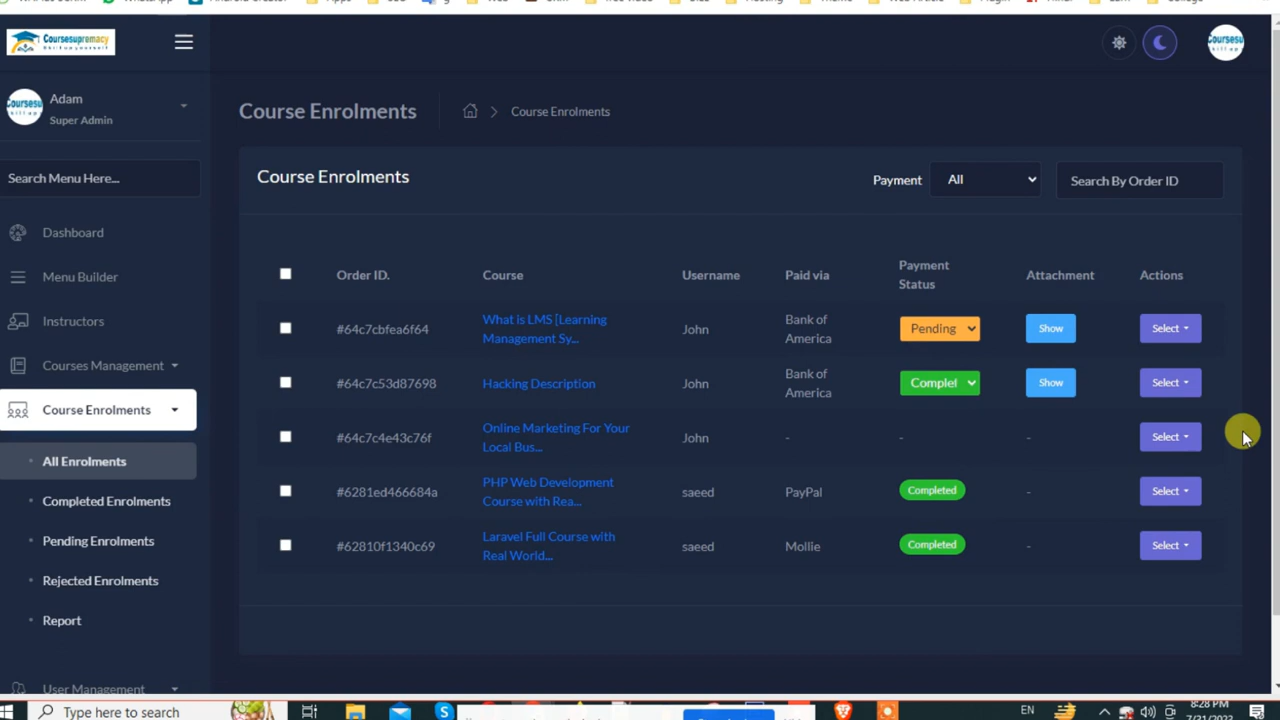 Coursesupremacy
Adam
Super Admin
Search Menu Here...
Dashboard
Menu Builder
Instructors
Courses Management
Course Enrolments
All Enrolments
Completed Enrolments
Pending Enrolments
Rejected Enrolments
Report
User Management
Course Enrolments
Course Enrolments
Course Enrolments
Payment All Search By Order ID
Order ID. Course Username Paid via Payment Status Attachment Actions
#64c7cbfea6f64 What is LMS [Learning Management Sy... John Bank of America Pending Show Select
#64c7c53d87698 Hacking Description John Bank of America Complet Show Select
#64c7c4e43c76f Online Marketing For Your Local Bus... John - - - Select
#6281ed466684a PHP Web Development Course with Rea... saeed PayPal Completed - Select
#62810f1340c69 Laravel Full Course with Real World... saeed Mollie Completed - Select
Type here to search
EN
8:28 PM